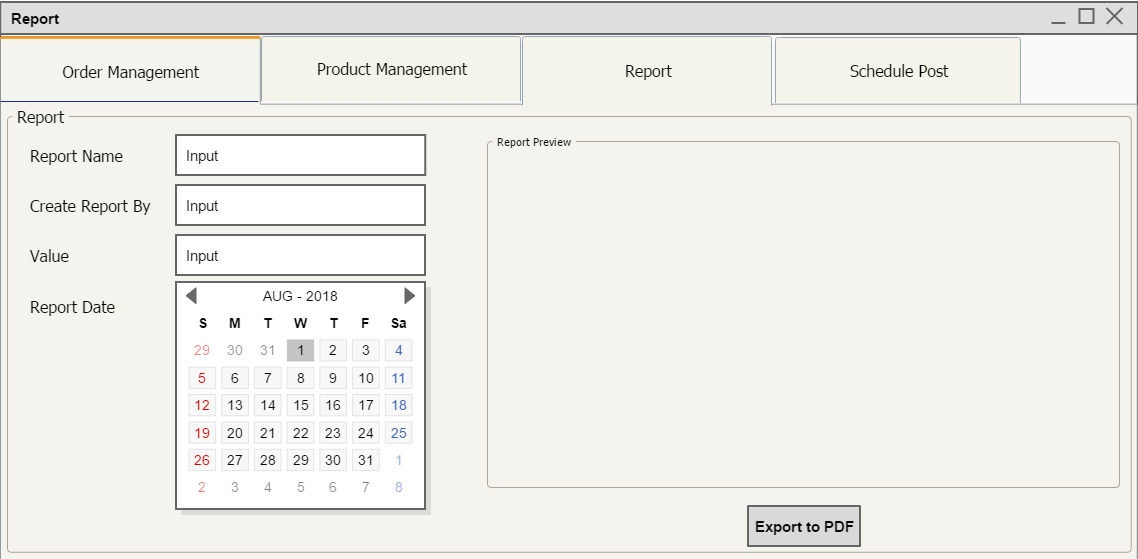 Report
Order Management
Product Management
Report
Schedule Post
Report
Report Name
Input
Create Report By
Input
Value
Input
Report Date
AUG - 2018
S M T W T F Sa
29 30 31 1 2 3 4
5 6 7 8 9 10 11
12 13 14 15 16 17 18
19 20 21 22 23 24 25
26 27 28 29 30 31 1
2 3 4 5 6 7 8
Report Preview
Export to PDF